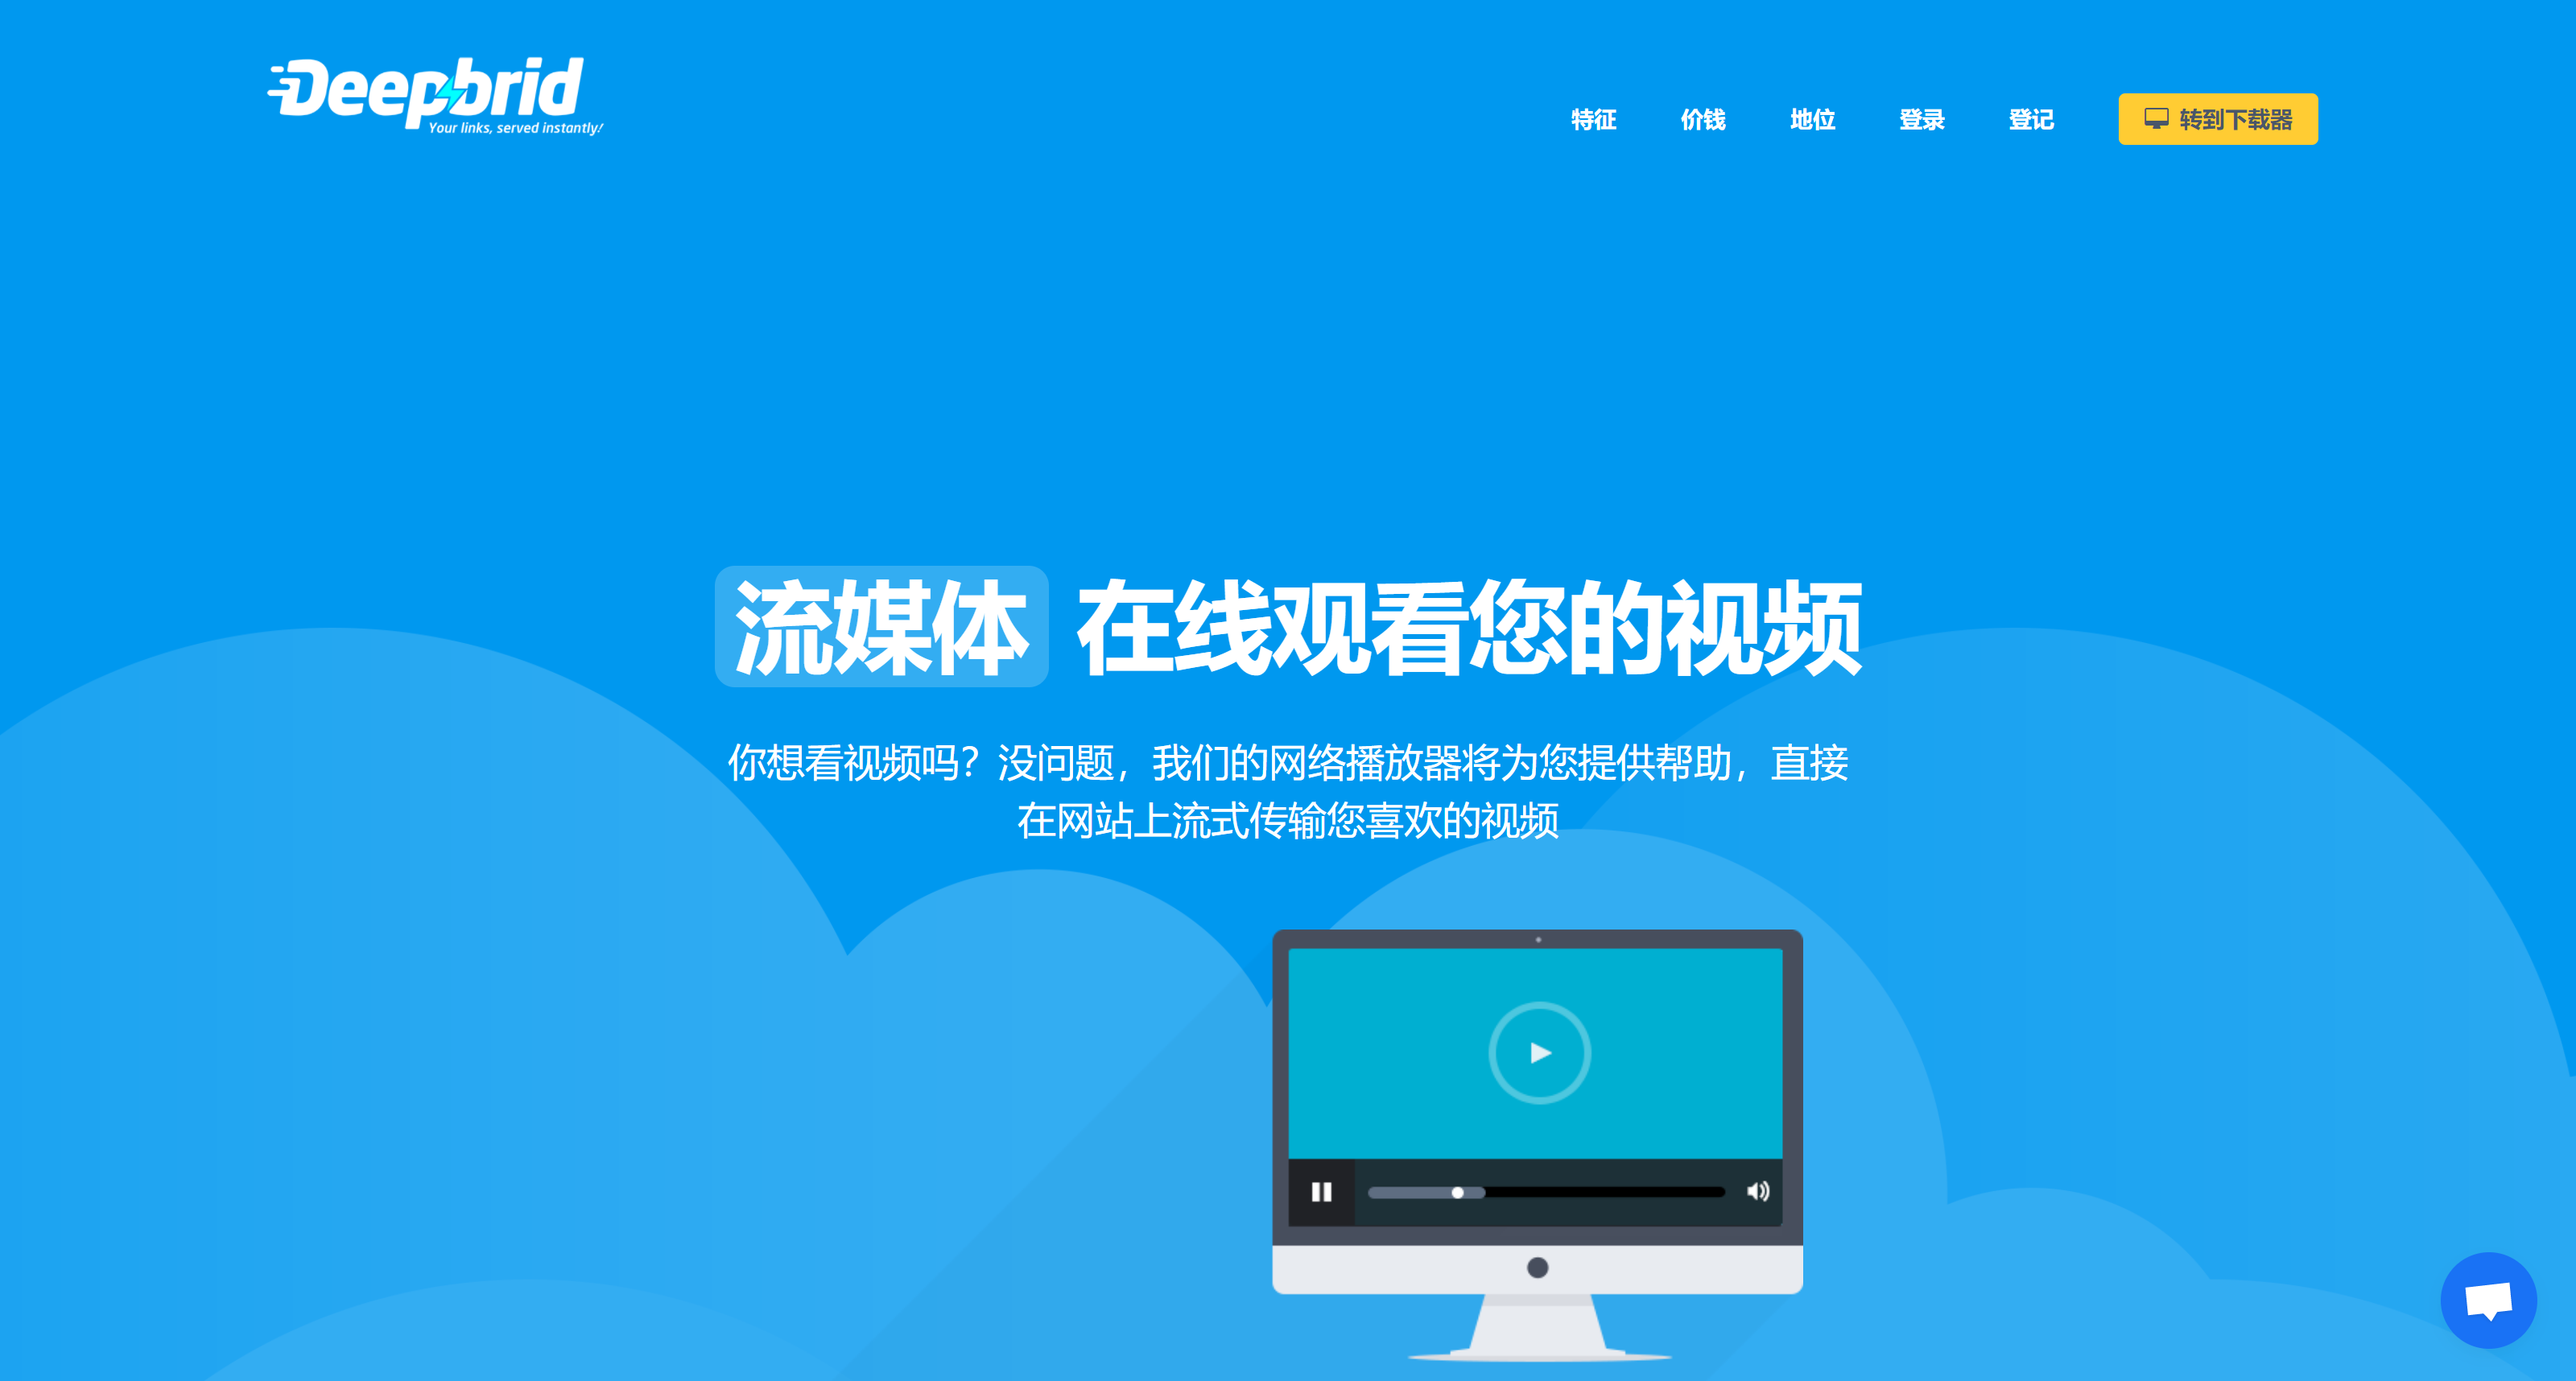 Deepbrid
Your links, served instantly!
特征
价钱
地位
登录
登记
转到下载器
流媒体 在线观看您的视频
你想看视频吗？没问题，我们的网络播放器将为您提供帮助，直接
在网站上流式传输您喜欢的视频